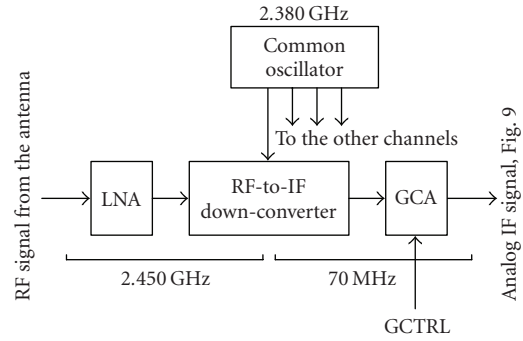 2.380 GHz
Common
oscillator
To the other channels
RF signal from the antenna
LNA
RF-to-IF
down-converter
GCA
Analog IF signal, Fig. 9
2.450 GHz
70 MHz
GCTRL